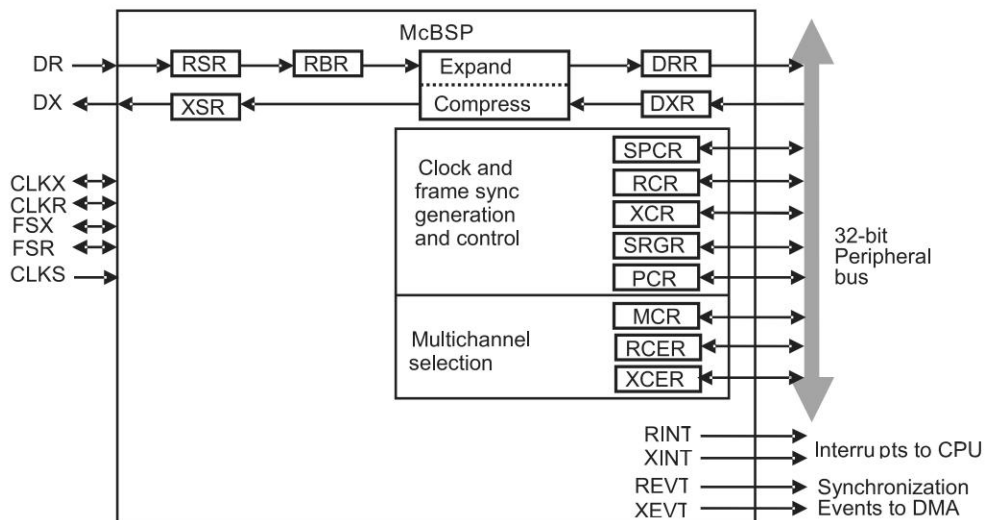 McBSP
DR
RSR
RBR
Expand
DRR
DX
XSR
Compress
DXR
Clock and
frame sync
generation
and control
SPCR
RCR
XCR
SRGR
PCR
CLKX
CLKR
FSX
FSR
CLKS
32-bit
Peripheral
bus
Multichannel
selection
MCR
RCER
XCER
RINT
XINT
Interrupts to CPU
REVT
XEVT
Synchronization
Events to DMA